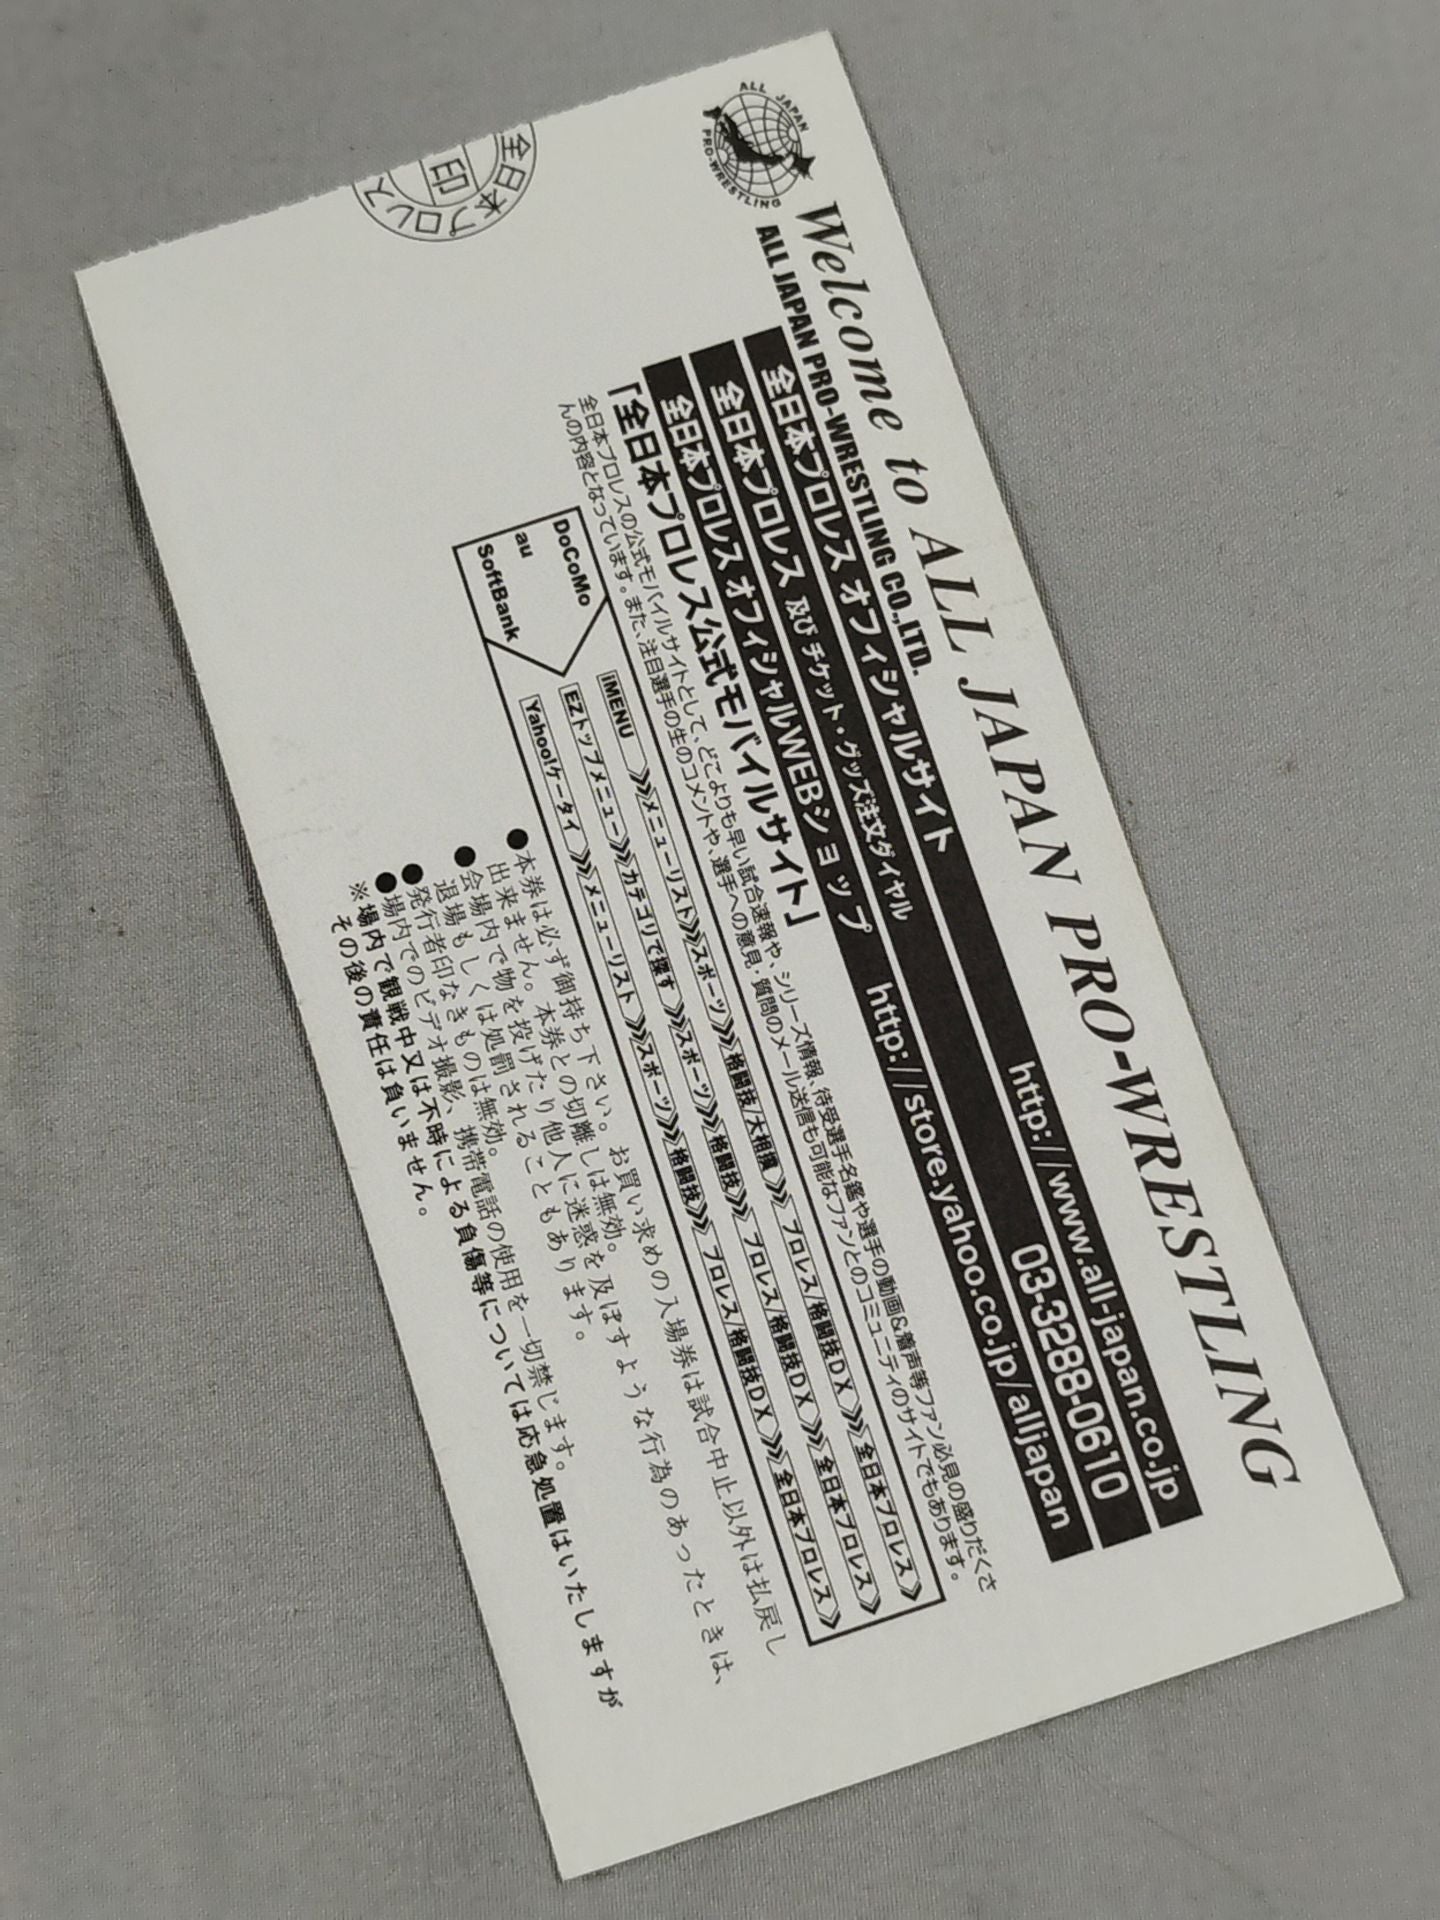 ALL JAPAN PRO-WRESTLING
Welcome to ALL JAPAN PRO-WRESTLING
ALL JAPAN PRO-WRESTLING CO.,LTD.
全日本プロレス オフィシャルサイト http://www.all-japan.co.jp
全日本プロレス 及び チケット・グッズ注文ダイヤル 03-3288-0610
全日本プロレス オフィシャルWEBショップ http://store.yahoo.co.jp/alljapan
「全日本プロレス公式モバイルサイト」
全日本プロレスの公式モバイルサイトとして、どこよりも早い試合速報や、シリーズ情報、待受選手名鑑や選手の動画&着声等ファン必見の盛りだくさ
んの内容となっています。また、注目選手の生のコメントや、選手への意見・質問のメール送信も可能なファンとのコミュニティのサイトでもあります。
DoCoMo iMENU メニューリスト スポーツ 格闘技/大相撲 プロレス/格闘技DX 全日本プロレス
au EZトップメニュー カテゴリで探す スポーツ 格闘技 プロレス/格闘技DX 全日本プロレス
SoftBank Yahoo!ケータイ メニューリスト スポーツ 格闘技 プロレス/格闘技DX 全日本プロレス
●本券は必ず御持ち下さい。お買い求めの入場券は試合中止以外は払戻し
出来ません。本券との切離しは無効。
●会場内で物を投げたり他人に迷惑を及ぼすような行為のあったときは、
退場もしくは処罰されることもあります。
●発行者印なきものは無効。
●場内でのビデオ撮影、携帯電話の使用を一切禁じます。
※場内で観戦中又は不時による負傷等については応急処置はいたしますが
その後の責任は負いません。
全日本プロレス
印